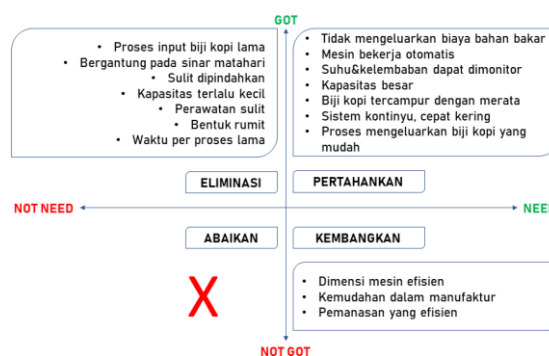 GOT
• Proses input biji kopi lama
• Bergantung pada sinar matahari
• Sulit dipindahkan
• Kapasitas terlalu kecil
• Perawatan sulit
• Bentuk rumit
• Waktu per proses lama
• Tidak mengeluarkan biaya bahan bakar
• Mesin bekerja otomatis
• Suhu&kelembaban dapat dimonitor
• Kapasitas besar
• Biji kopi tercampur dengan merata
• Sistem kontinyu, cepat kering
• Proses mengeluarkan biji kopi yang
mudah
ELIMINASI
PERTAHANKAN
NOT NEED
NEED
ABAIKAN
KEMBANGKAN
X
• Dimensi mesin efisien
• Kemudahan dalam manufaktur
• Pemanasan yang efisien
NOT GOT